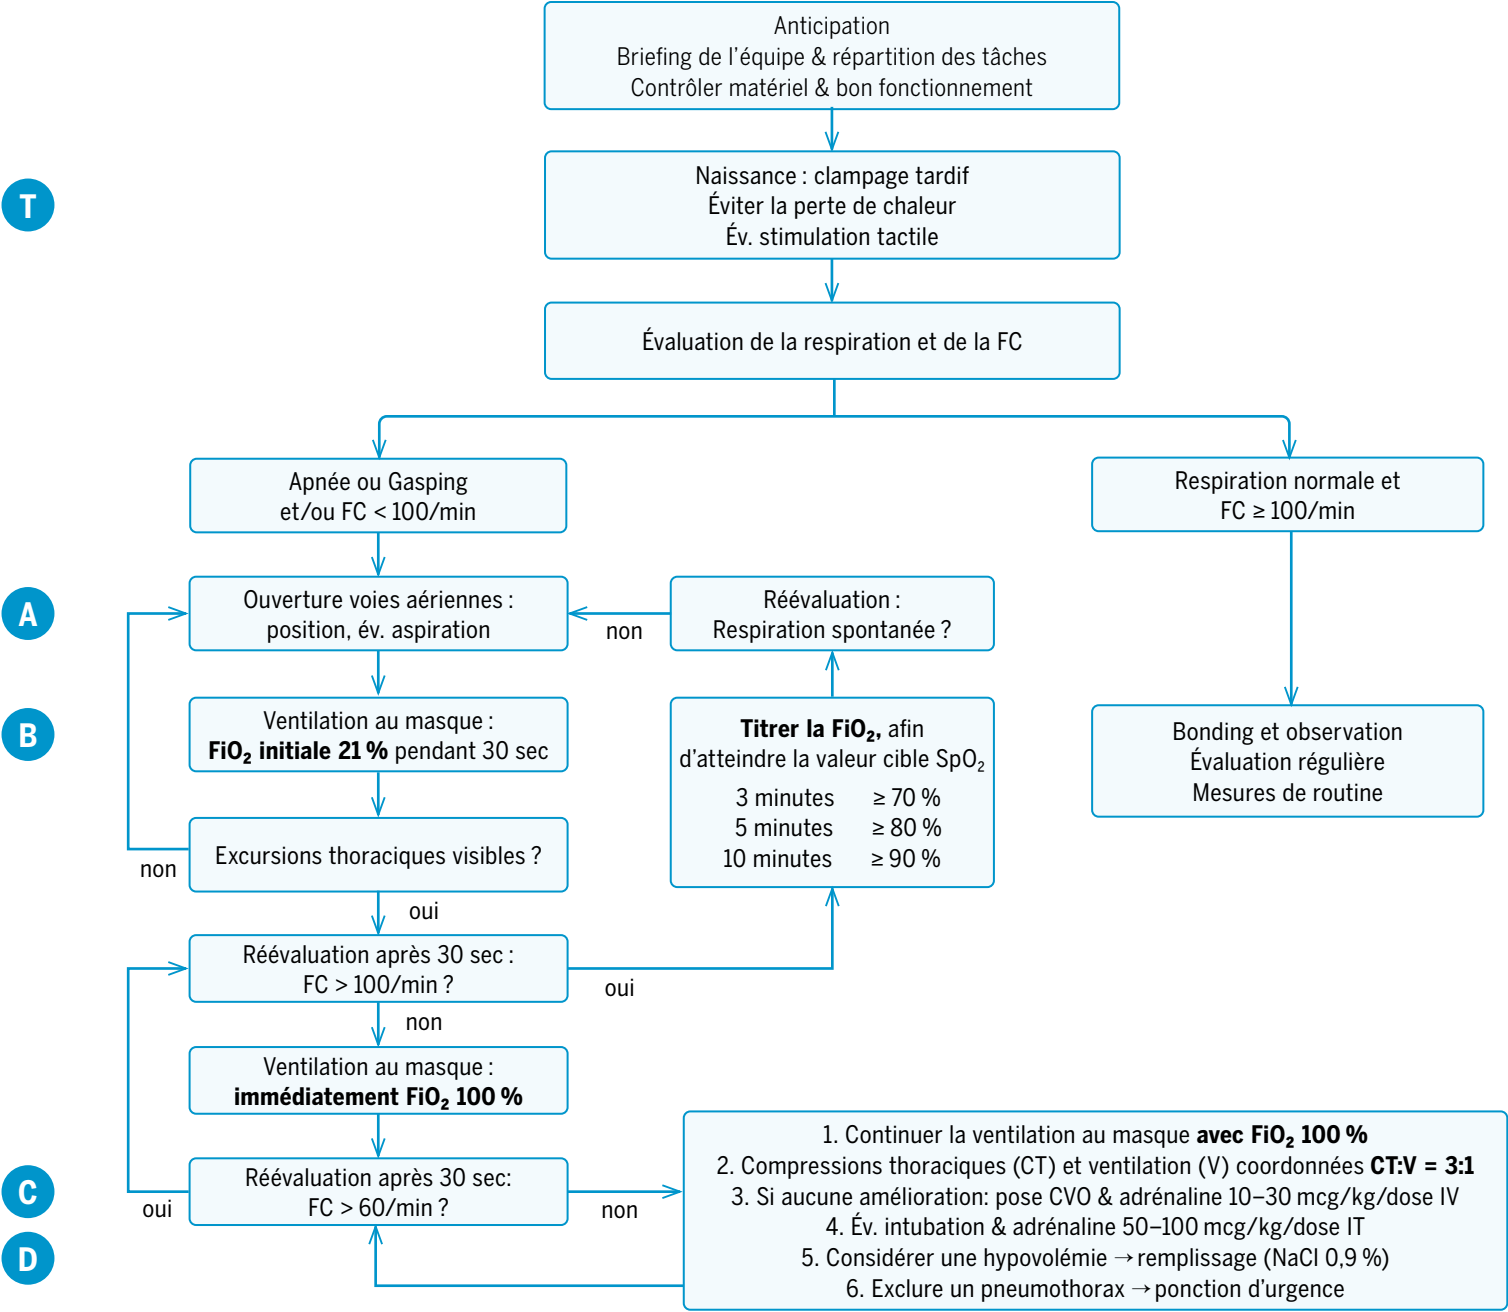 Anticipation
Briefing de l’équipe & répartition des tâches
Contrôler matériel & bon fonctionnement
T
Naissance : clampage tardif
Éviter la perte de chaleur
Év. stimulation tactile
Évaluation de la respiration et de la FC
Apnée ou Gasping
et/ou FC < 100/min
Respiration normale et
FC ≥ 100/min
A
Ouverture voies aériennes :
position, év. aspiration
non
Réévaluation :
Respiration spontanée ?
B
Ventilation au masque :
FiO₂ initiale 21 % pendant 30 sec
Titrer la FiO₂, afin
d’atteindre la valeur cible SpO₂
3 minutes ≥ 70 %
5 minutes ≥ 80 %
10 minutes ≥ 90 %
Bonding et observation
Évaluation régulière
Mesures de routine
Excursions thoraciques visibles ?
non
oui
Réévaluation après 30 sec :
FC > 100/min ?
oui
non
Ventilation au masque :
immédiatement FiO₂ 100 %
C
Réévaluation après 30 sec:
FC > 60/min ?
oui
non
D
1. Continuer la ventilation au masque avec FiO₂ 100 %
2. Compressions thoraciques (CT) et ventilation (V) coordonnées CT:V = 3:1
3. Si aucune amélioration: pose CVO & adrénaline 10–30 mcg/kg/dose IV
4. Év. intubation & adrénaline 50–100 mcg/kg/dose IT
5. Considérer une hypovolémie → remplissage (NaCl 0,9 %)
6. Exclure un pneumothorax → ponction d’urgence